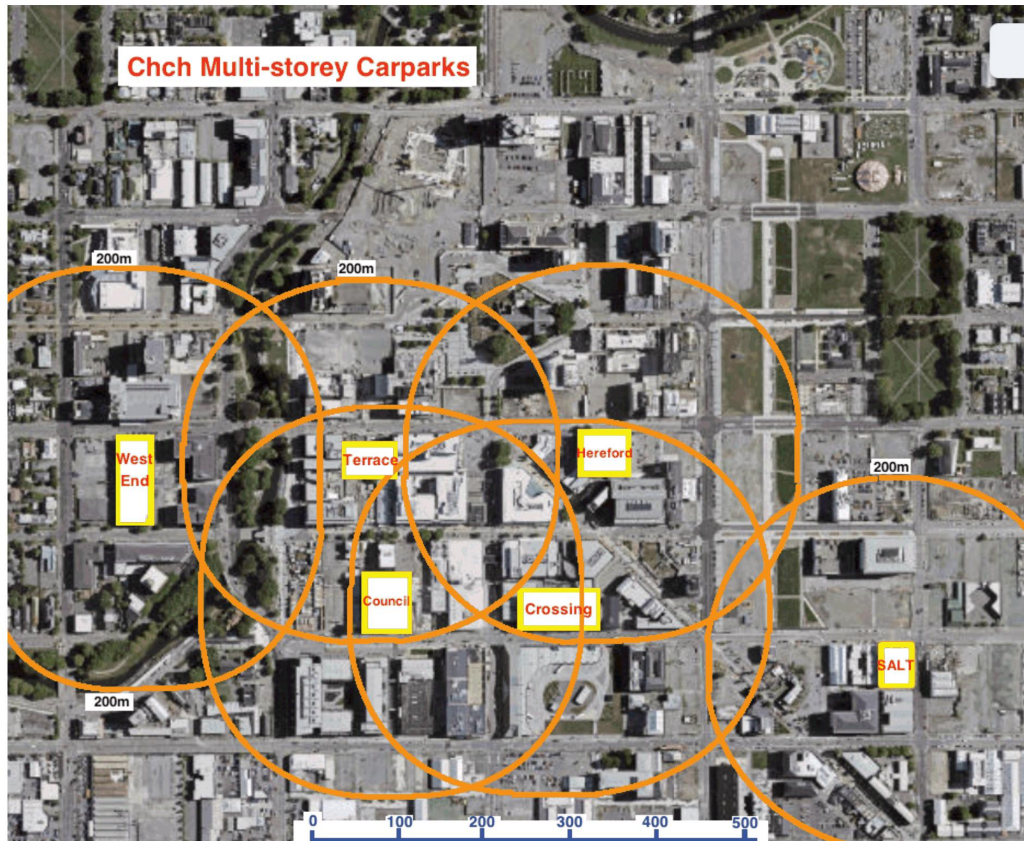 Chch Multi-storey Carparks
200m
200m
West
End
Terrace
Hereford
200m
Council
Crossing
SALT
200m
0 100 200 300 400 500